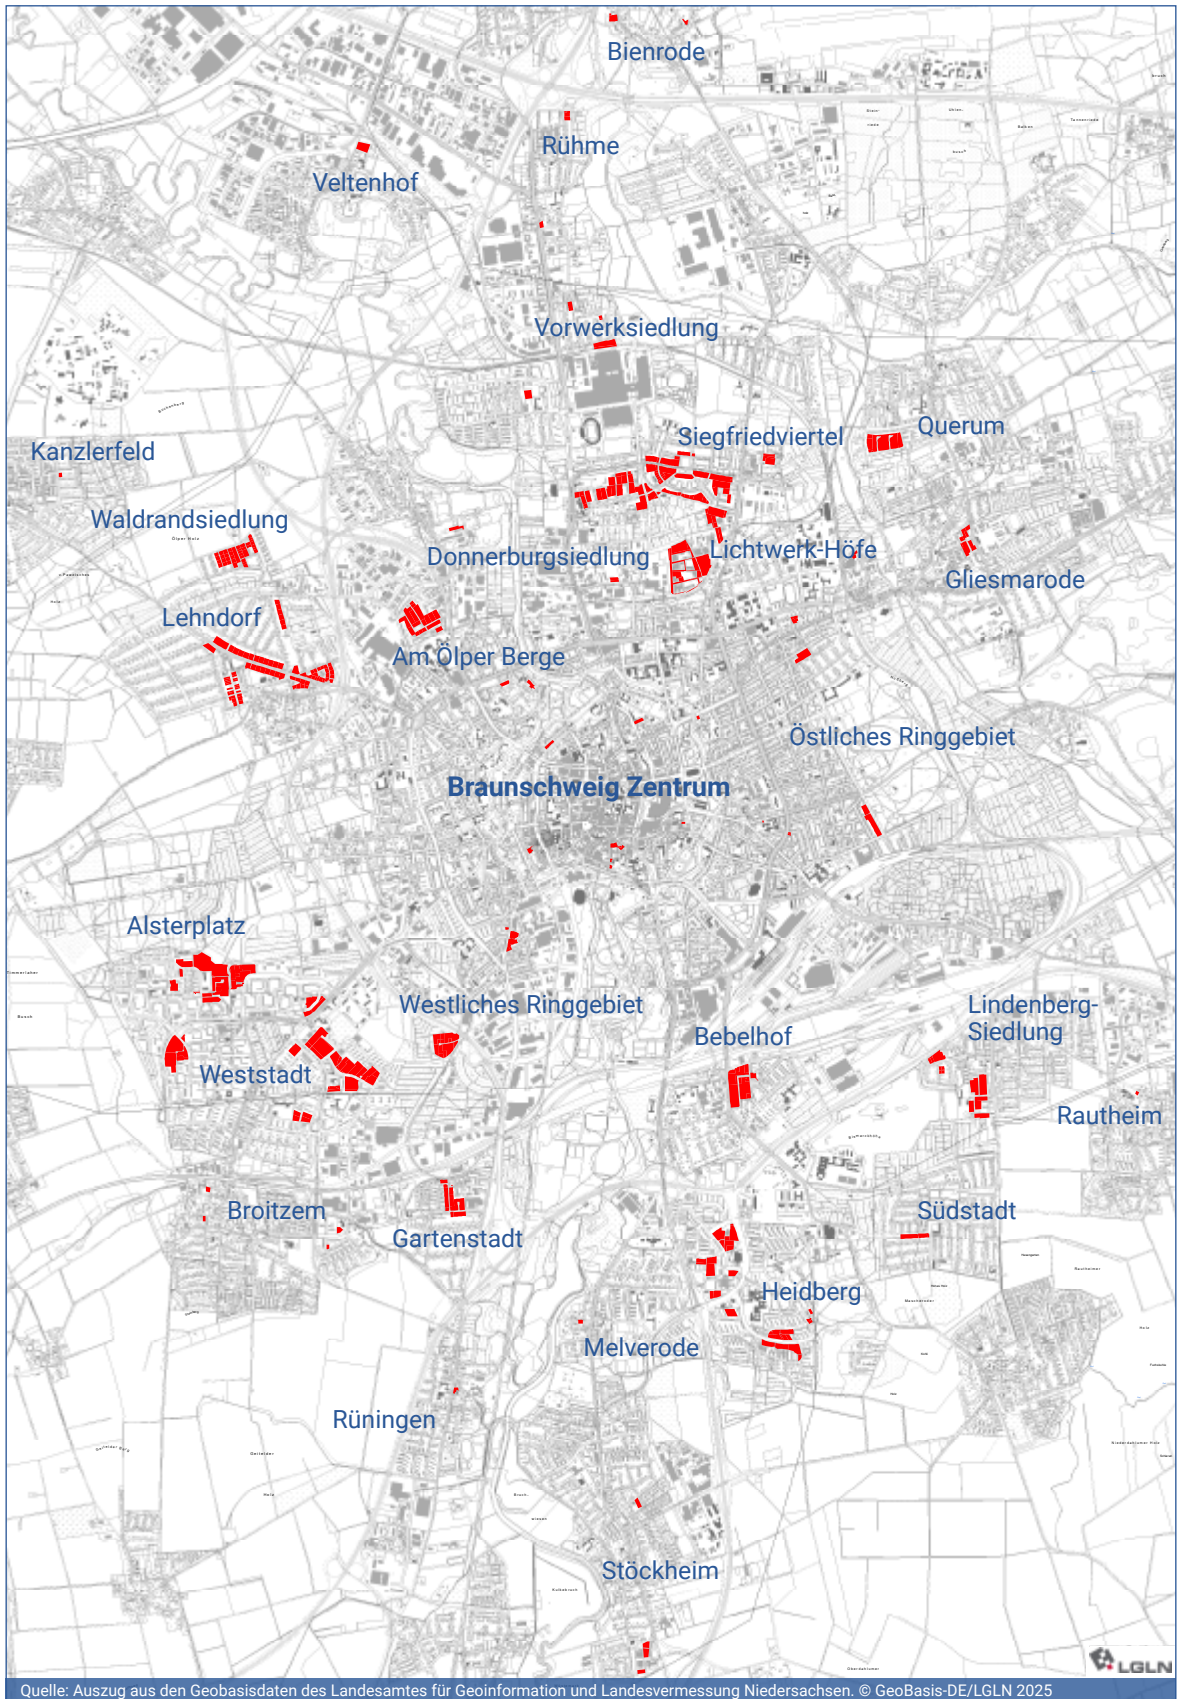 Bienrode
Rühme
Veltenhof
Vorwerksiedlung
Siegfriedviertel
Querum
Kanzlerfeld
Waldrandsiedlung
Donnerburgsiedlung
Lichtwerk-Höfe
Gliesmarode
Lehndorf
Am Ölper Berge
Östliches Ringgebiet
Braunschweig Zentrum
Alsterplatz
Westliches Ringgebiet
Lindenberg-
Siedlung
Bebelhof
Weststadt
Rautheim
Broitzem
Gartenstadt
Südstadt
Heidberg
Melverode
Rüningen
Stöckheim
LGLN
Quelle: Auszug aus den Geobasisdaten des Landesamtes für Geoinformation und Landesvermessung Niedersachsen. © GeoBasis-DE/LGLN 2025